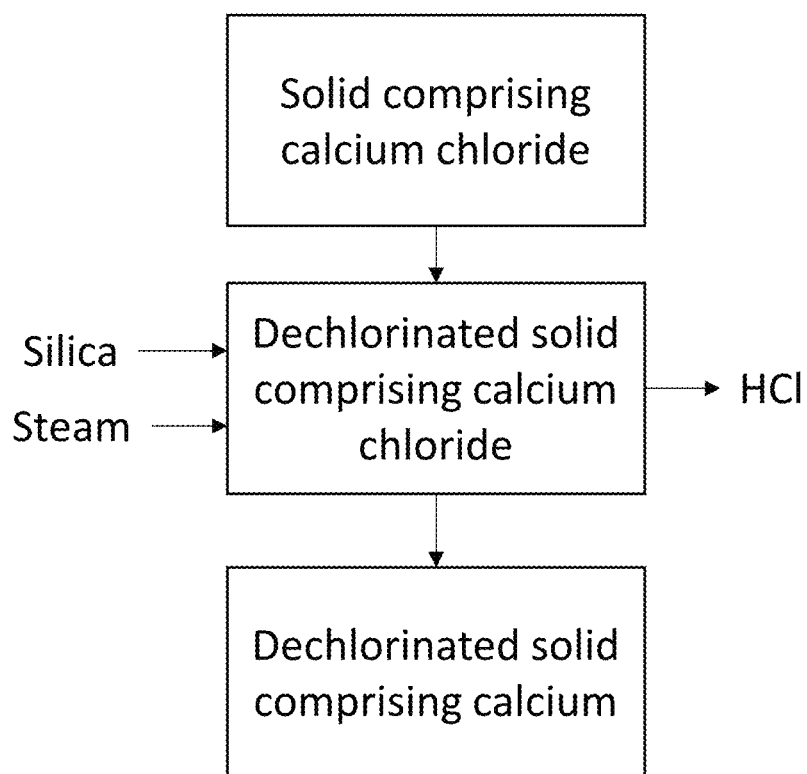 Solid comprising
calcium chloride
Silica
Steam
Dechlorinated solid
comprising calcium
chloride
HCl
Dechlorinated solid
comprising calcium